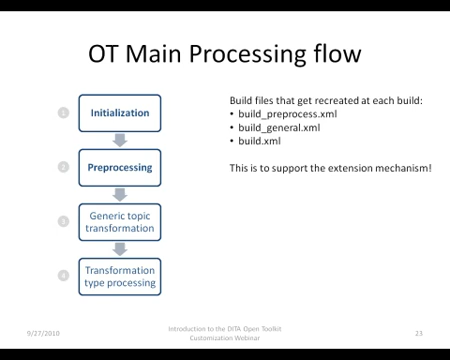 OT Main Processing flow
1
Initialization
2
Preprocessing
3
Generic topic
transformation
4
Transformation
type processing
Build files that get recreated at each build:
• build_preprocess.xml
• build_general.xml
• build.xml
This is to support the extension mechanism!
9/27/2010
Introduction to the DITA Open Toolkit
Customization Webinar
23